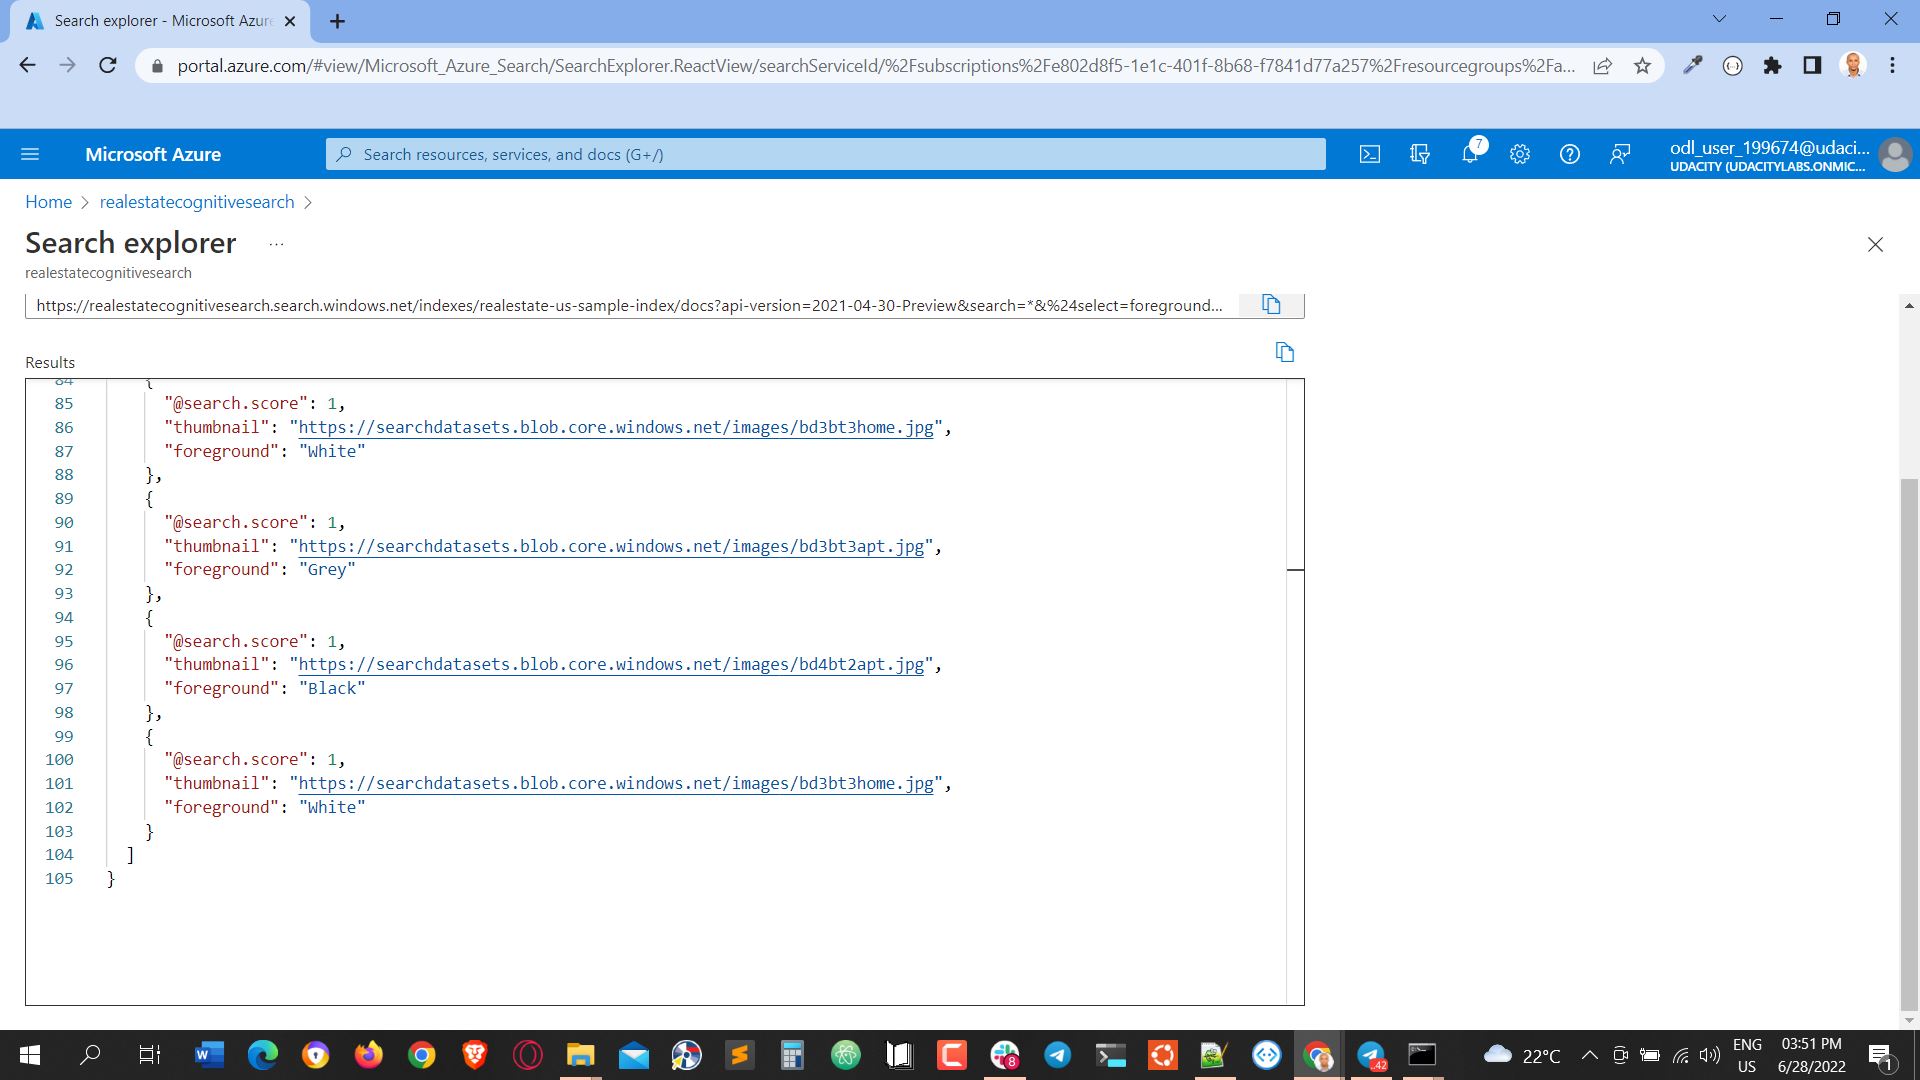 Search explorer - Microsoft Azure
portal.azure.com/#view/Microsoft_Azure_Search/SearchExplorer.ReactView/searchServiceId/%2Fsubscriptions%2Fe802d8f5-1e1c-401f-8b68-f7841d77a257%2Fresourcegroups%2Fa...
Microsoft Azure
Search resources, services, and docs (G+/)
7
odl_user_199674@udaci...
UDACITY (UDACITYLABS.ONMIC...
Home > realestatecognitivesearch >
Search explorer ...
realestatecognitivesearch
https://realestatecognitivesearch.search.windows.net/indexes/realestate-us-sample-index/docs?api-version=2021-04-30-Preview&search=*&%24select=foreground...
Results
84 {
85 "@search.score": 1,
86 "thumbnail": "https://searchdatasets.blob.core.windows.net/images/bd3bt3home.jpg",
87 "foreground": "White"
88 },
89 {
90 "@search.score": 1,
91 "thumbnail": "https://searchdatasets.blob.core.windows.net/images/bd3bt3apt.jpg",
92 "foreground": "Grey"
93 },
94 {
95 "@search.score": 1,
96 "thumbnail": "https://searchdatasets.blob.core.windows.net/images/bd4bt2apt.jpg",
97 "foreground": "Black"
98 },
99 {
100 "@search.score": 1,
101 "thumbnail": "https://searchdatasets.blob.core.windows.net/images/bd3bt3home.jpg",
102 "foreground": "White"
103 }
104 ]
105 }
8
..42
22°C
ENG
US
03:51 PM
6/28/2022
1